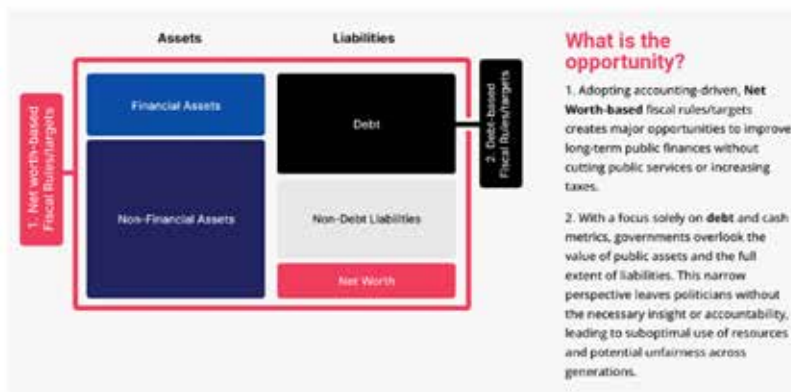 Assets
Liabilities
1. Net worth-based
Fiscal Rules/targets
Financial Assets
Non-Financial Assets
Debt
Non-Debt Liabilities
Net Worth
2. Debt-based
Fiscal Rules/targets
What is the
opportunity?
1. Adopting accounting-driven, Net
Worth-based fiscal rules/targets
creates major opportunities to improve
long-term public finances without
cutting public services or increasing
taxes.
2. With a focus solely on debt and cash
metrics, governments overlook the
value of public assets and the full
extent of liabilities. This narrow
perspective leaves politicians without
the necessary insight or accountability,
leading to suboptimal use of resources
and potential unfairness across
generations.